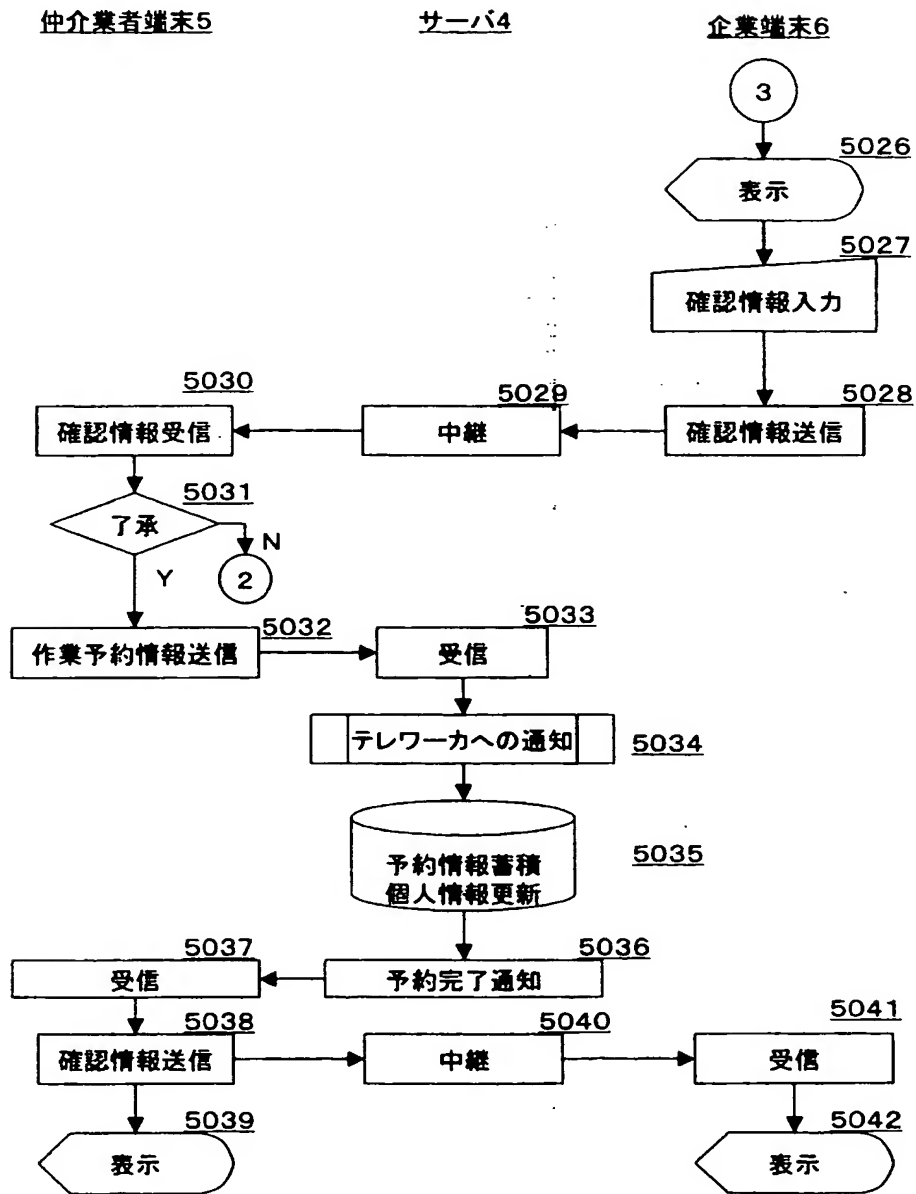 仲介業者端末5
サーバ4
企業端末6
3
5026
表示
5027
確認情報入力
5030
5029
5028
確認情報受信
中継
確認情報送信
5031
了承
N
2
Y
5032
5033
作業予約情報送信
受信
テレワーカへの通知
5034
予約情報蓄積
個人情報更新
5035
5037
5036
受信
予約完了通知
5038
5040
5041
確認情報送信
中継
受信
5039
5042
表示
表示